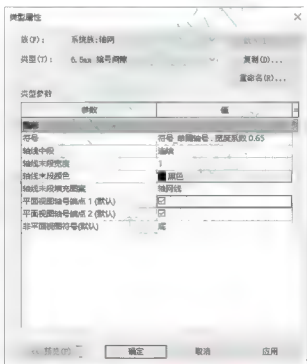 类型属性
族(F): 系统族:轴网
类型(T): 6.5mm 编号间隙 复制(D)...
重命名(R)...
类型参数
参数 值
图形
符号 符号_单圈轴号 : 宽度系数 0.65
轴线中段 连续
轴线末段宽度 1
轴线末段颜色 黑色
轴线末段填充图案 轴网线
平面视图轴号端点 1 (默认)
平面视图轴号端点 2 (默认)
非平面视图符号(默认) 底
确定 取消 应用